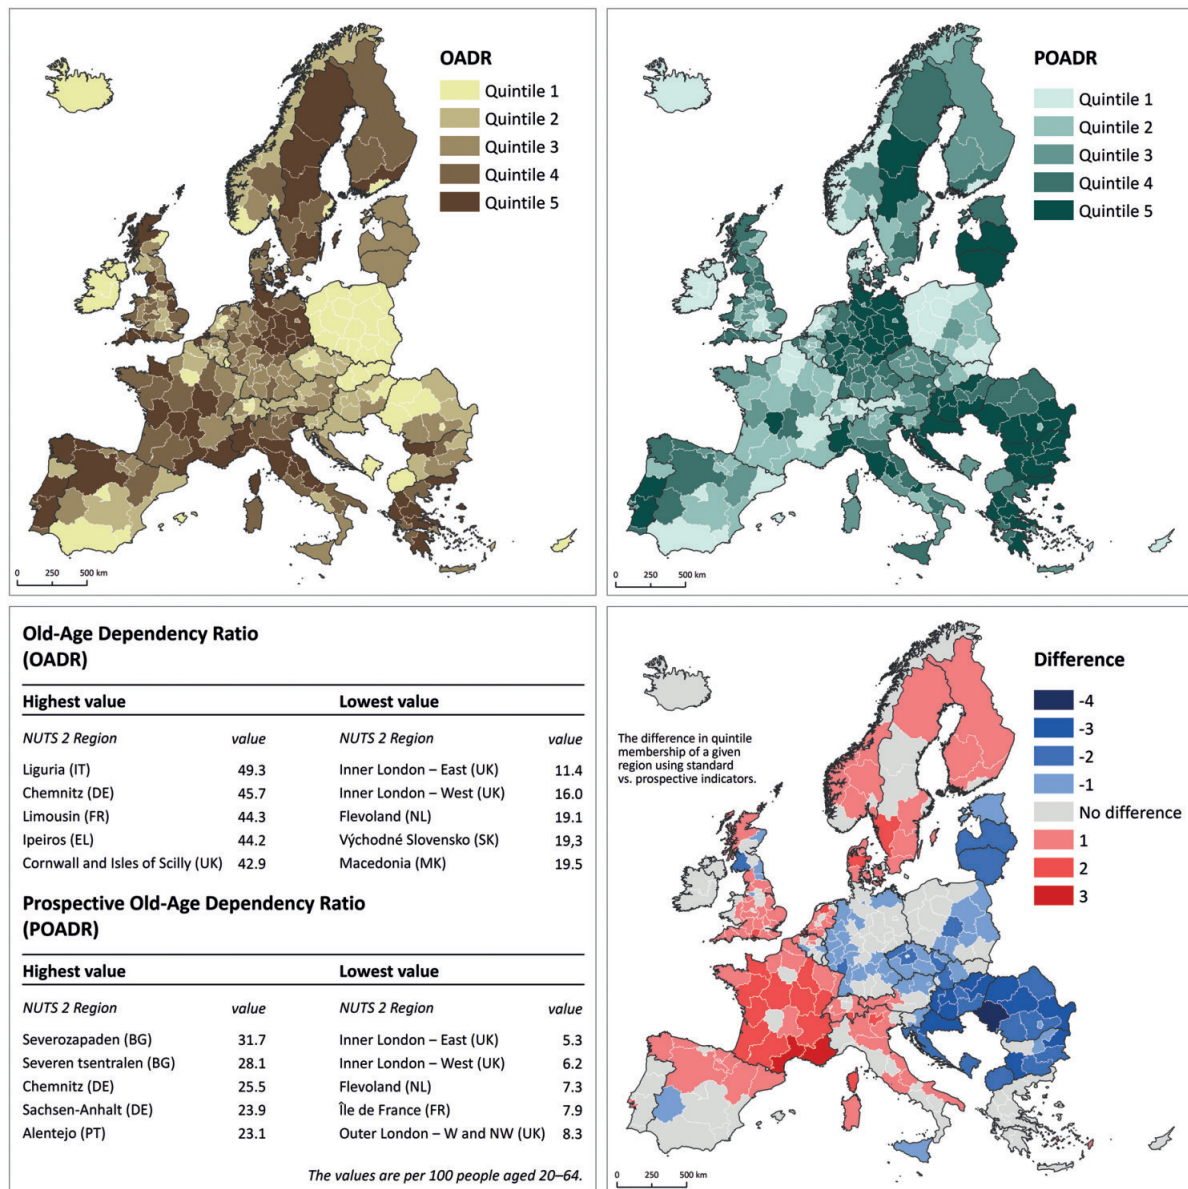 OADR
Quintile 1
Quintile 2
Quintile 3
Quintile 4
Quintile 5
0 250 500 km
POADR
Quintile 1
Quintile 2
Quintile 3
Quintile 4
Quintile 5
0 250 500 km
Old-Age Dependency Ratio
(OADR)
Highest value Lowest value
NUTS 2 Region value NUTS 2 Region value
Liguria (IT) 49.3 Inner London – East (UK) 11.4
Chemnitz (DE) 45.7 Inner London – West (UK) 16.0
Limousin (FR) 44.3 Flevoland (NL) 19.1
Ipeiros (EL) 44.2 Východné Slovensko (SK) 19,3
Cornwall and Isles of Scilly (UK) 42.9 Macedonia (MK) 19.5
Prospective Old-Age Dependency Ratio
(POADR)
Highest value Lowest value
NUTS 2 Region value NUTS 2 Region value
Severozapaden (BG) 31.7 Inner London – East (UK) 5.3
Severen tsentralen (BG) 28.1 Inner London – West (UK) 6.2
Chemnitz (DE) 25.5 Flevoland (NL) 7.3
Sachsen-Anhalt (DE) 23.9 Île de France (FR) 7.9
Alentejo (PT) 23.1 Outer London – W and NW (UK) 8.3
The values are per 100 people aged 20–64.
Difference
-4
-3
-2
-1
No difference
1
2
3
The difference in quintile
membership of a given
region using standard
vs. prospective indicators.
0 250 500 km